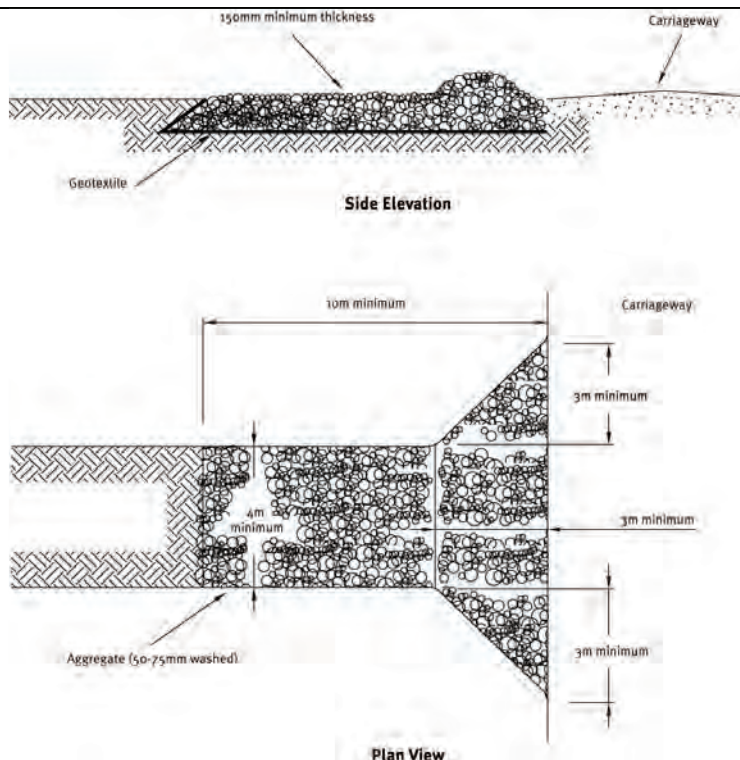 150mm minimum thickness
Carriageway
Geotextile
Side Elevation
10m minimum
Carriageway
3m minimum
4m
minimum
3m minimum
Aggregate (50-75mm washed)
3m minimum
Plan View